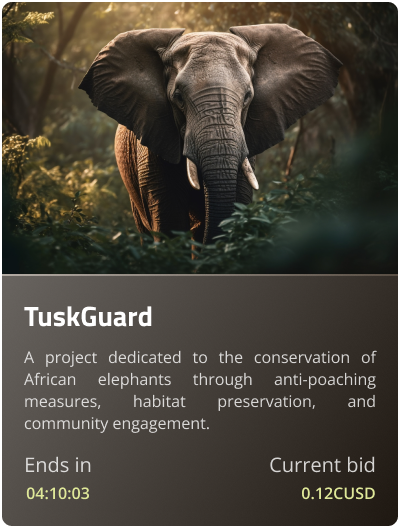 TuskGuard
A project dedicated to the conservation of
African elephants through anti-poaching
measures, habitat preservation, and
community engagement.
Ends in Current bid
04:10:03 0.12CUSD